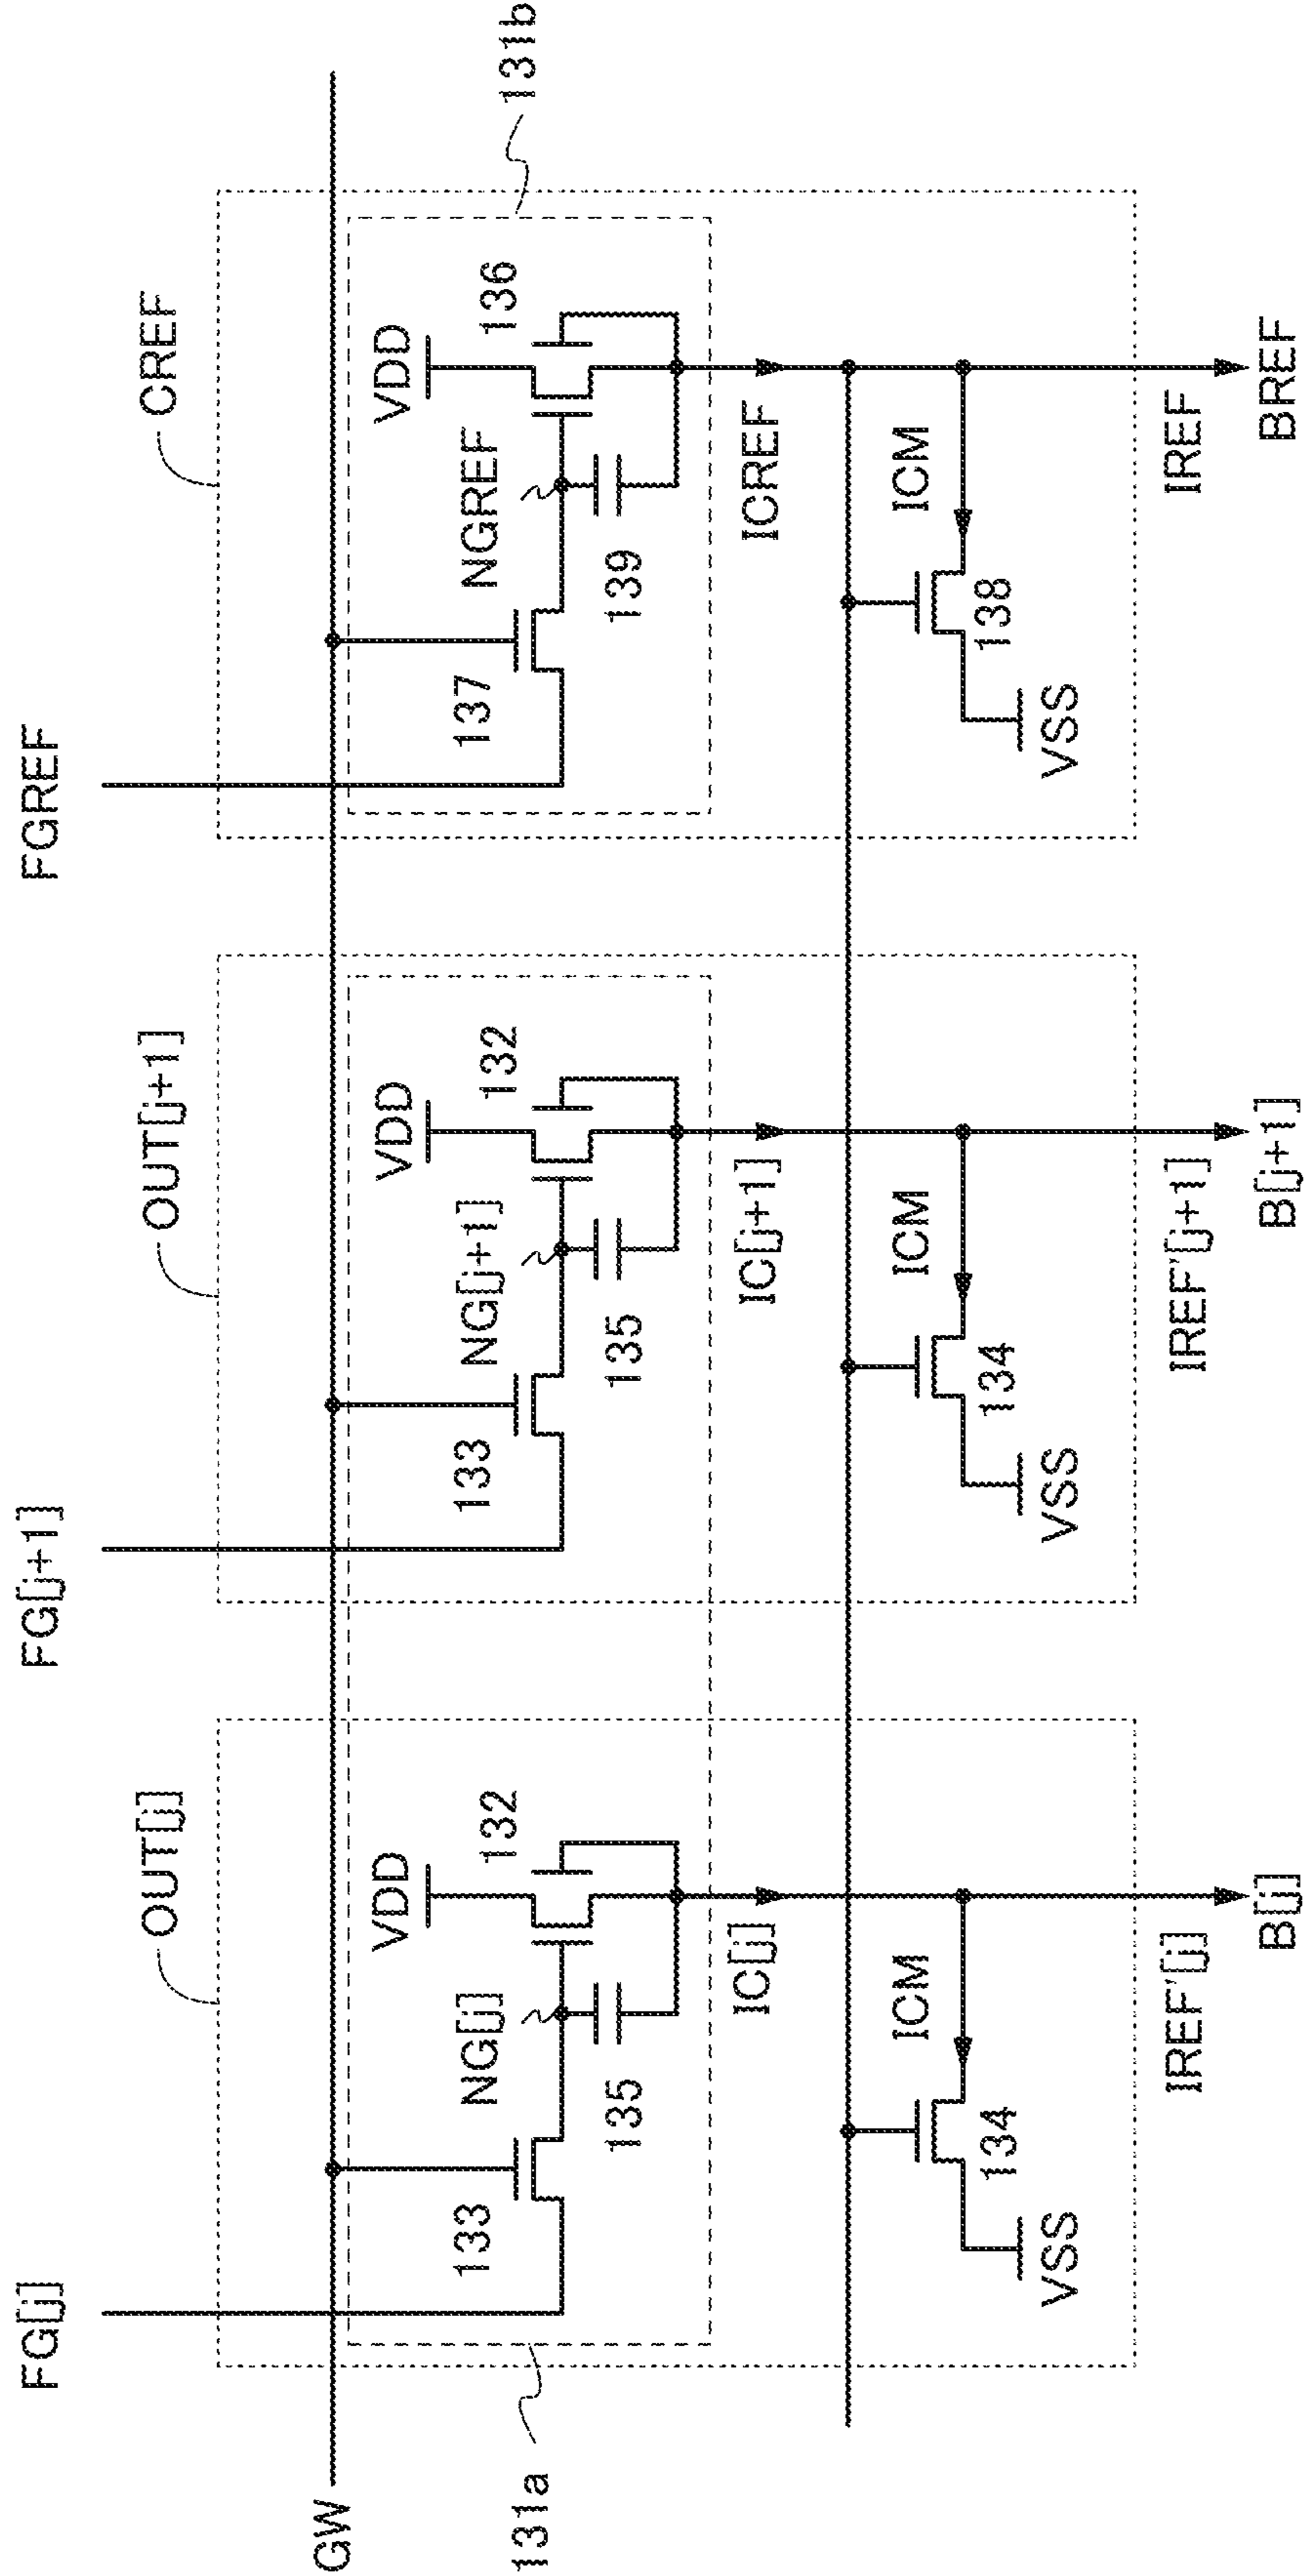 FG[j]
FG[j+1]
FGREF
OUT[j]
OUT[j+1]
CREF
GW
VDD
VDD
VDD
133
NG[j]
132
133
NG[j+1]
132
137
NGREF
136
131a
131b
135
135
139
IC[j]
IC[j+1]
ICREF
ICM
ICM
ICM
134
134
138
VSS
VSS
VSS
IREF'[j]
IREF'[j+1]
IREF
B[j]
B[j+1]
BREF